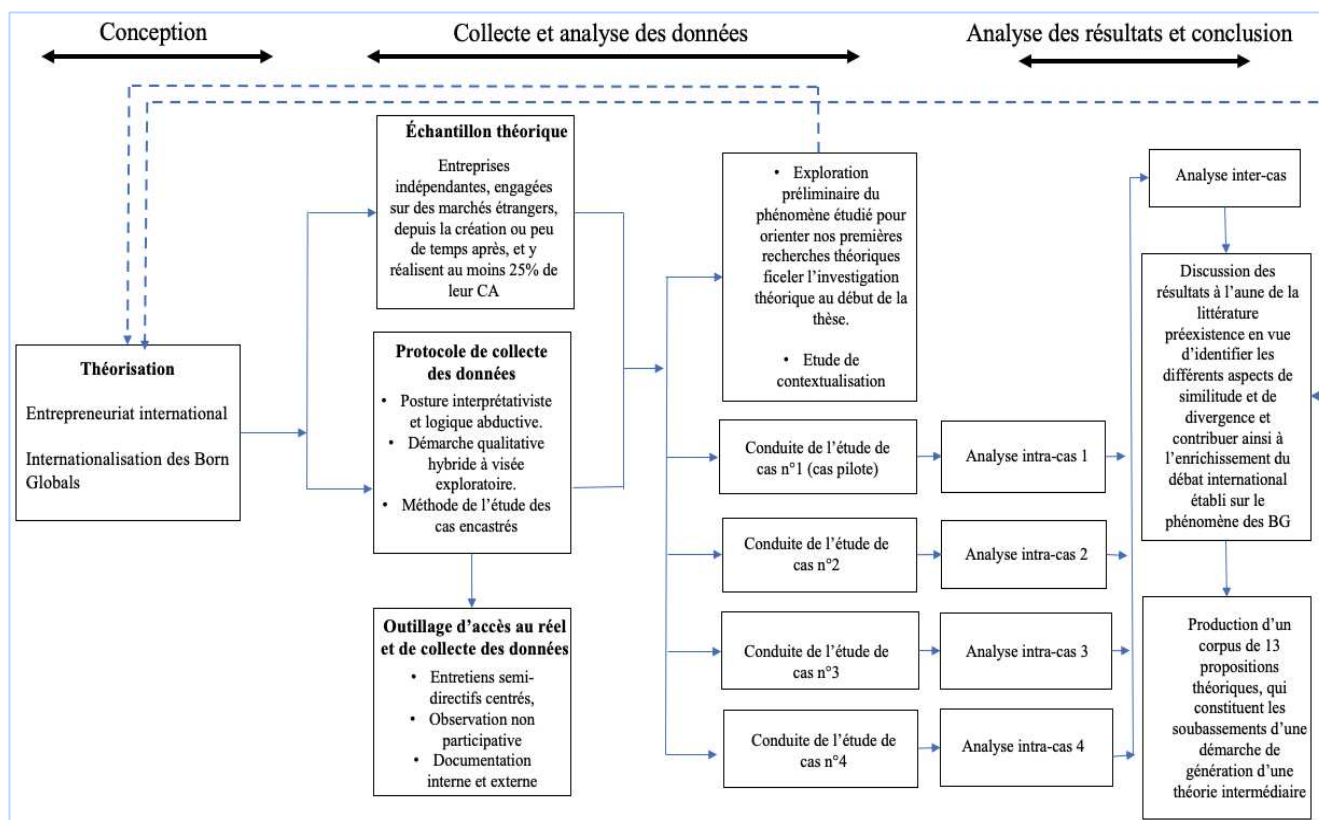 Conception
Collecte et analyse des données
Analyse des résultats et conclusion
Théorisation
Entrepreneuriat international
Internationalisation des Born
Globals
Échantillon théorique
Entreprises
indépendantes, engagées
sur des marchés étrangers,
depuis la création ou peu
de temps après, et y
réalisent au moins 25% de
leur CA
Protocole de collecte
des données
• Posture interprétativiste
et logique abductive.
• Démarche qualitative
hybride à visée
exploratoire.
• Méthode de l’étude des
cas encastrés
Outillage d’accès au réel
et de collecte des données
• Entretiens semi-
directifs centrés,
• Observation non
participative
• Documentation
interne et externe
• Exploration
préliminaire du
phénomène étudié pour
orienter nos premières
recherches théoriques
ficeler l’investigation
théorique au début de la
thèse.
• Etude de
contextualisation
Conduite de l’étude de
cas n°1 (cas pilote)
Analyse intra-cas 1
Conduite de l’étude de
cas n°2
Analyse intra-cas 2
Conduite de l’étude de
cas n°3
Analyse intra-cas 3
Conduite de l’étude de
cas n°4
Analyse intra-cas 4
Analyse inter-cas
Discussion des
résultats à l’aune de la
littérature
préexistence en vue
d’identifier les
différents aspects de
similitude et de
divergence et
contribuer ainsi à
l’enrichissement du
débat international
établi sur le
phénomène des BG
Production d’un
corpus de 13
propositions
théoriques, qui
constituent les
soubassements d’une
démarche de
génération d’une
théorie intermédiaire